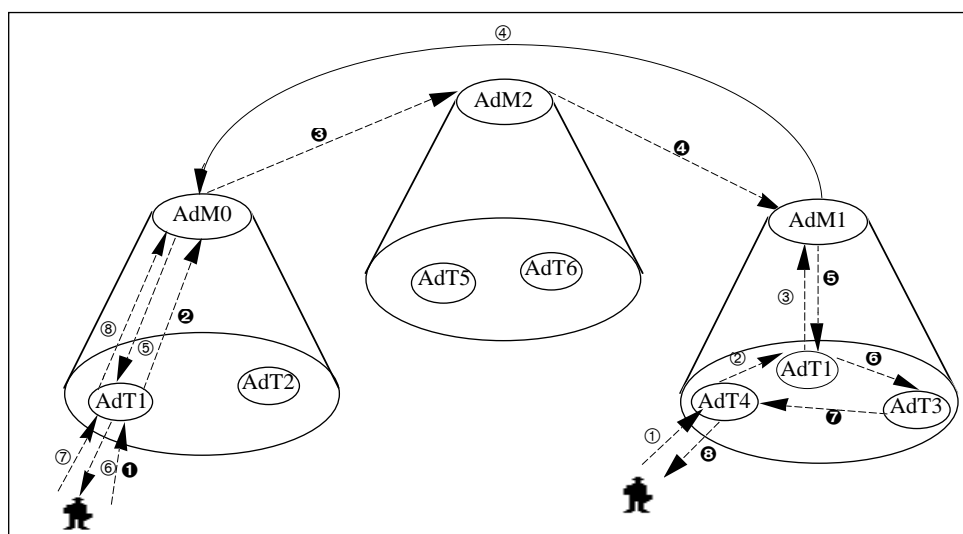 ④
AdM2
❸
❹
AdM0
AdM1
AdT5
AdT6
❺
③
❷
⑧
⑤
②
AdT1
❻
AdT2
AdT1
AdT4
AdT3
❼
①
⑦
⑥
❶
❽